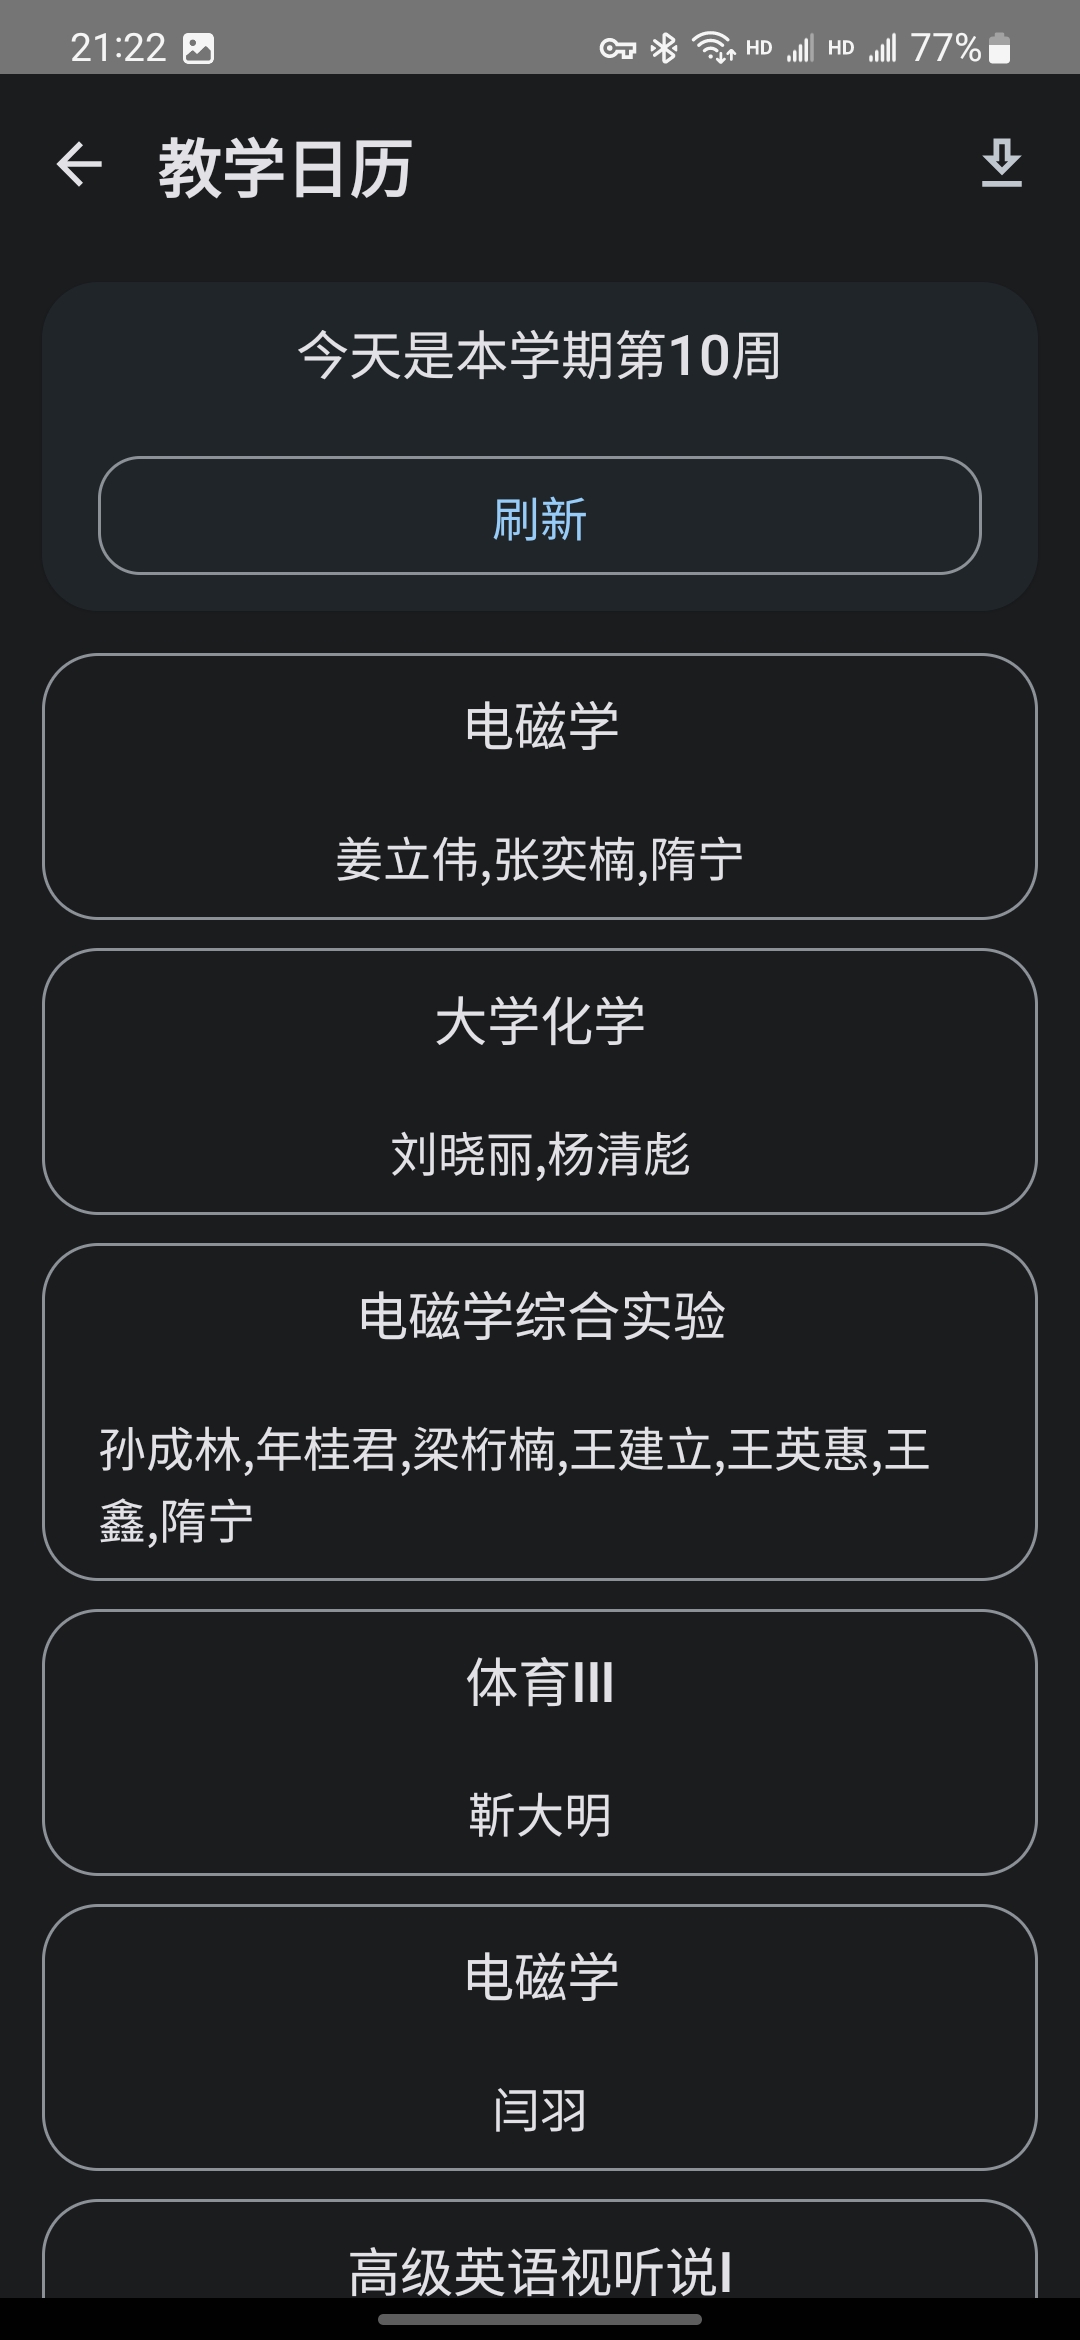 21:22 HD HD 77%
教学日历
今天是本学期第10周
刷新
电磁学
姜立伟,张奕楠,隋宁
大学化学
刘晓丽,杨清彪
电磁学综合实验
孙成林,年桂君,梁桁楠,王建立,王英惠,王
鑫,隋宁
体育III
靳大明
电磁学
闫羽
高级英语视听说I